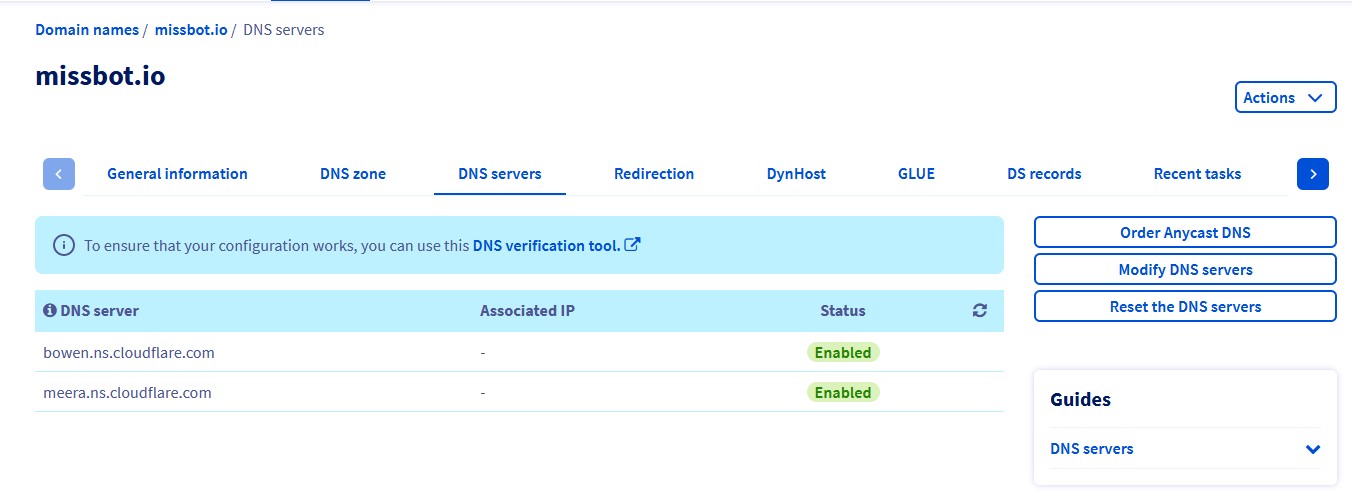 Domain names / missbot.io / DNS servers
missbot.io
Actions
General information DNS zone DNS servers Redirection DynHost GLUE DS records Recent tasks
To ensure that your configuration works, you can use this DNS verification tool.
Order Anycast DNS
Modify DNS servers
Reset the DNS servers
DNS server Associated IP Status
bowen.ns.cloudflare.com - Enabled
meera.ns.cloudflare.com - Enabled
Guides
DNS servers